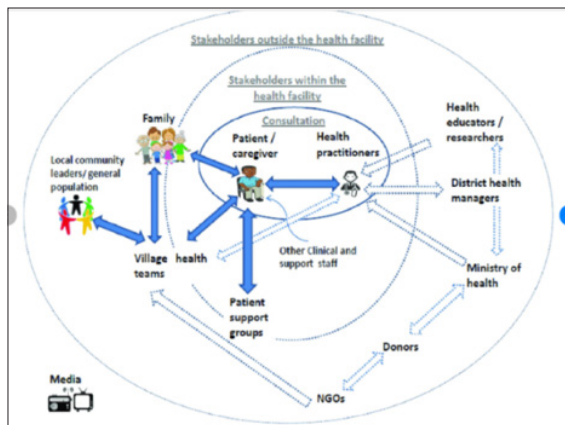 Stakeholders outside the health facility
Stakeholders within the
health facility
Consultation
Family
Patient /
caregiver
Health
practitioners
Health
educators /
researchers
Local community
leaders/ general
population
District health
managers
Village health
teams
Other Clinical and
support staff
Ministry of
health
Patient
support
groups
Donors
Media
NGOs